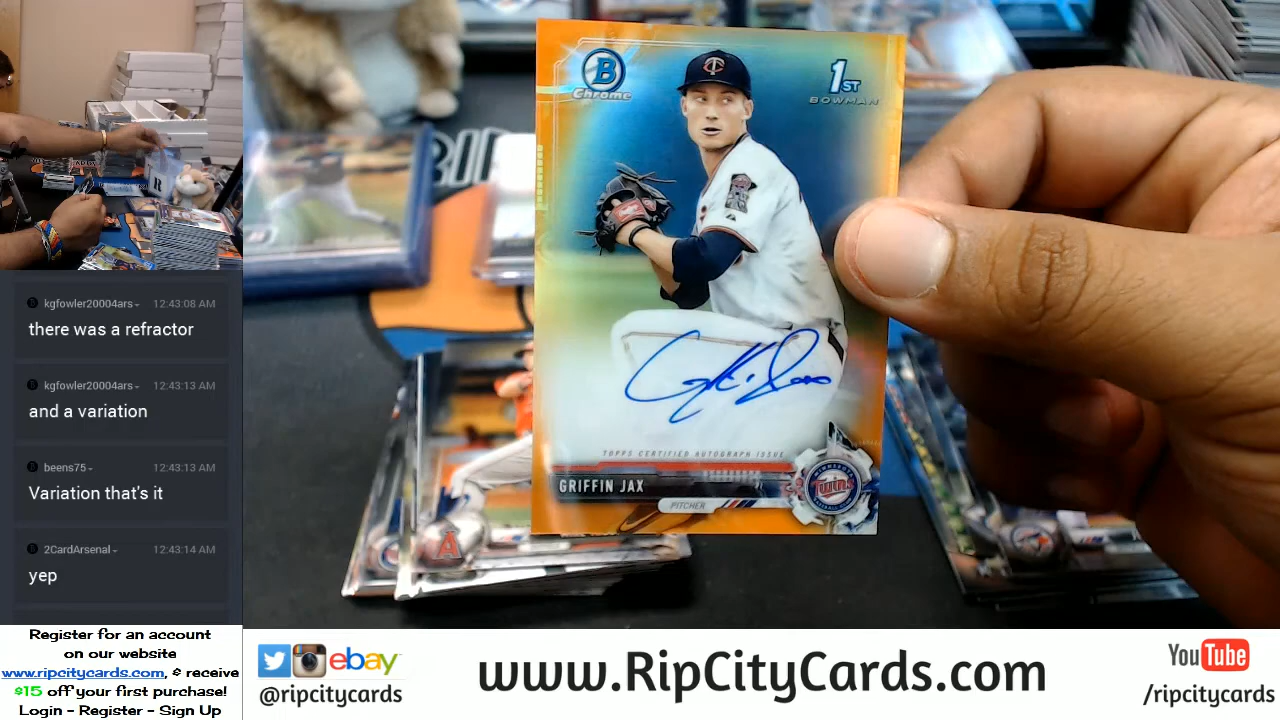 kgfowler20004ars 12:43:08 AM
there was a refractor
kgfowler20004ars 12:43:13 AM
and a variation
beens75 12:43:13 AM
Variation that's it
2CardArsenal 12:43:14 AM
yep
Register for an account
on our website
www.ripcitycards.com, & receive
$15 off your first purchase!
Login - Register - Sign Up
B
Chrome
1ST
BOWMAN
TC
TOPPS CERTIFIED AUTOGRAPH ISSUE
GRIFFIN JAX
PITCHER
MINNESOTA
Twins
A
ebay
@ripcitycards
www.RipCityCards.com
YouTube
/ripcitycards